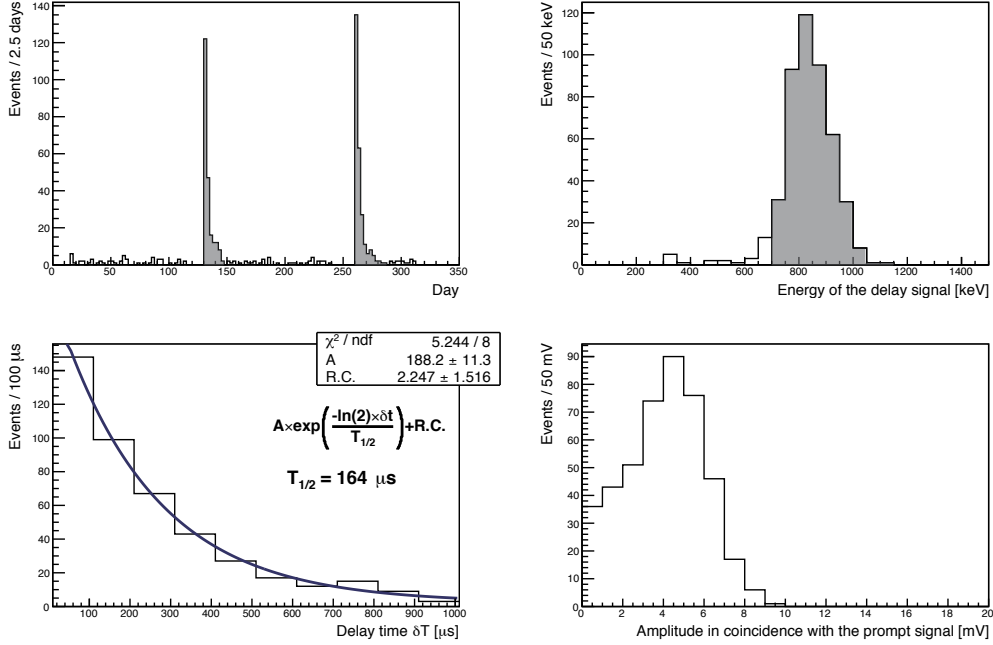 Events / 2.5 days
140
120
100
80
60
40
20
0
0 50 100 150 200 250 300 350
Day
Events / 50 keV
120
100
80
60
40
20
0
0 200 400 600 800 1000 1200 1400
Energy of the delay signal [keV]
Events / 100 μs
140
120
100
80
60
40
20
0
χ² / ndf 5.244 / 8
A 188.2 ± 11.3
R.C. 2.247 ± 1.516
A×exp(-ln(2)×δt/T1/2)+R.C.
T1/2 = 164 μs
100 200 300 400 500 600 700 800 900 1000
Delay time δT [μs]
Events / 50 mV
90
80
70
60
50
40
30
20
10
0
0 2 4 6 8 10 12 14 16 18 20
Amplitude in coincidence with the prompt signal [mV]